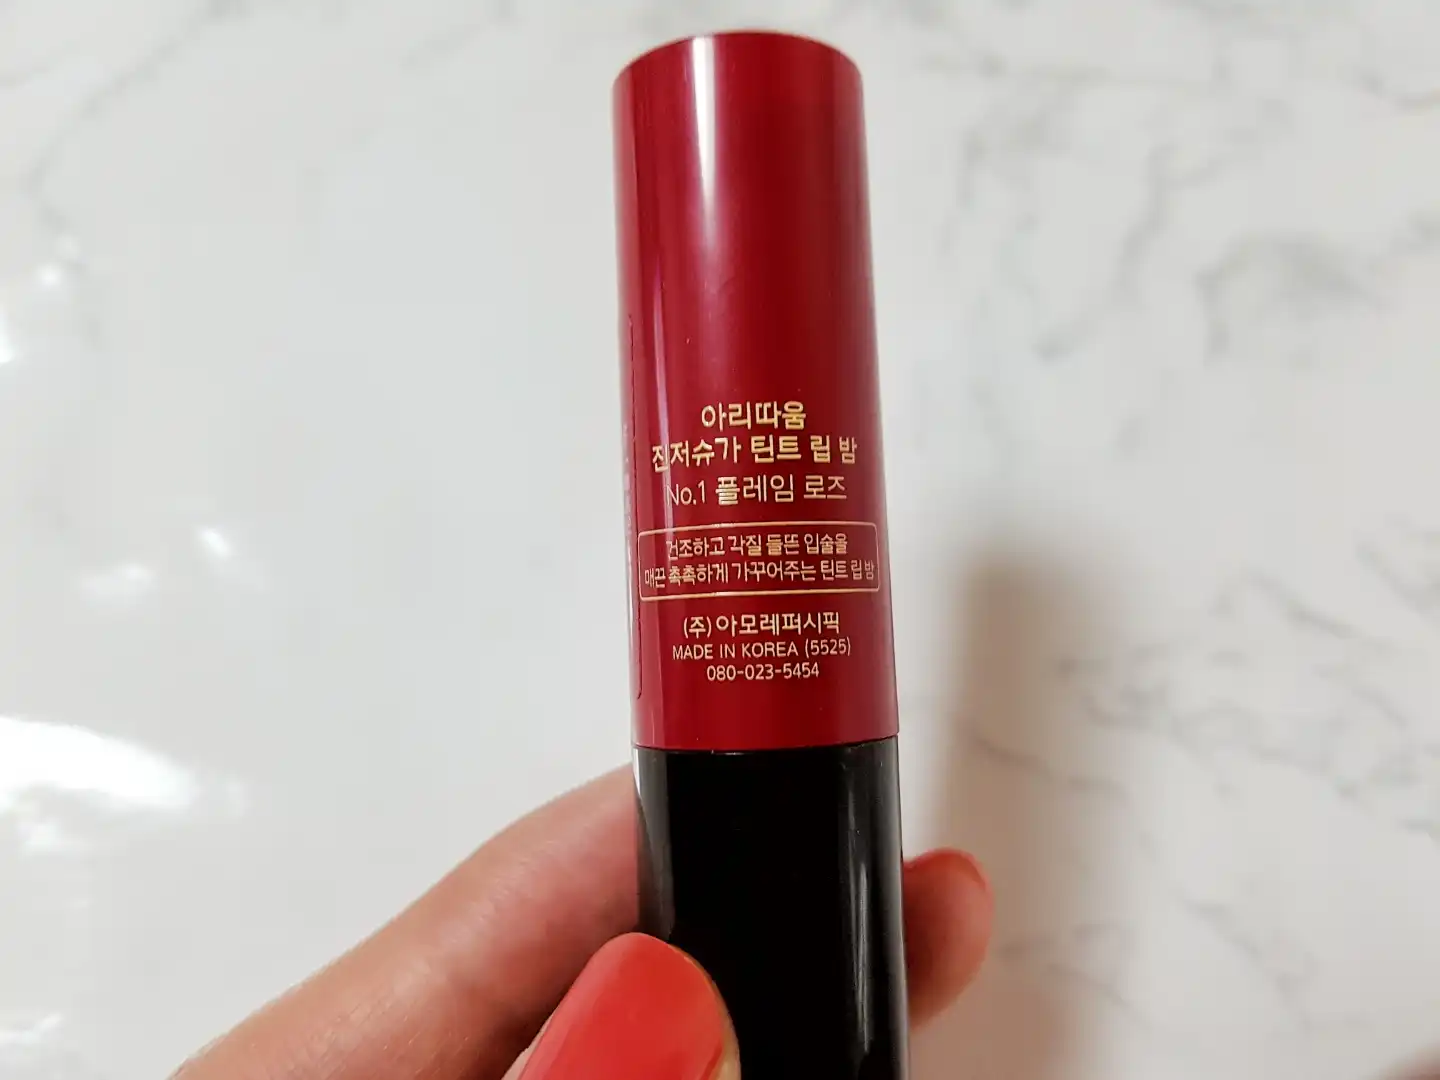 아리따움
진저슈가 틴트 립 밤
No.1 플레임 로즈
건조하고 각질 들뜬 입술을
매끈 촉촉하게 가꾸어주는 틴트 립 밤
(주)아모레퍼시픽
MADE IN KOREA (5525)
080-023-5454